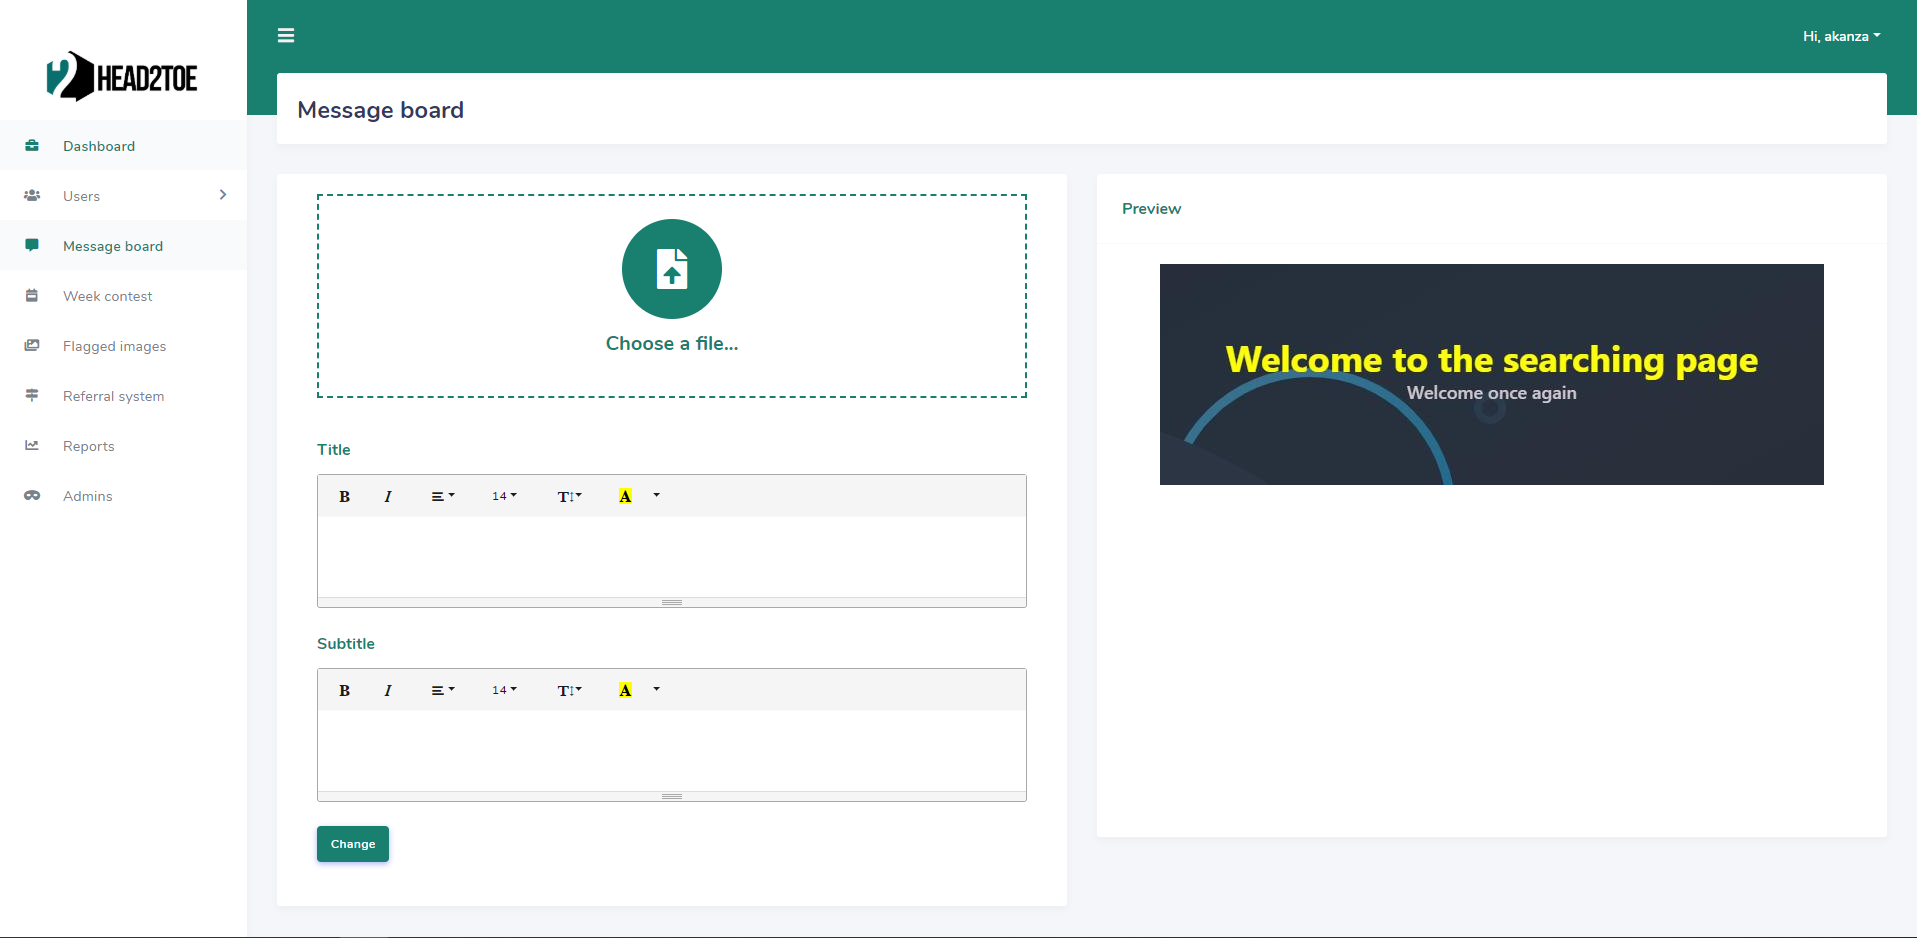 HEAD2TOE
Hi, akanza
Message board
Dashboard
Users
Message board
Week contest
Flagged images
Referral system
Reports
Admins
Choose a file...
Title
B I 14 T A
Subtitle
B I 14 T A
Change
Preview
Welcome to the searching page
Welcome once again